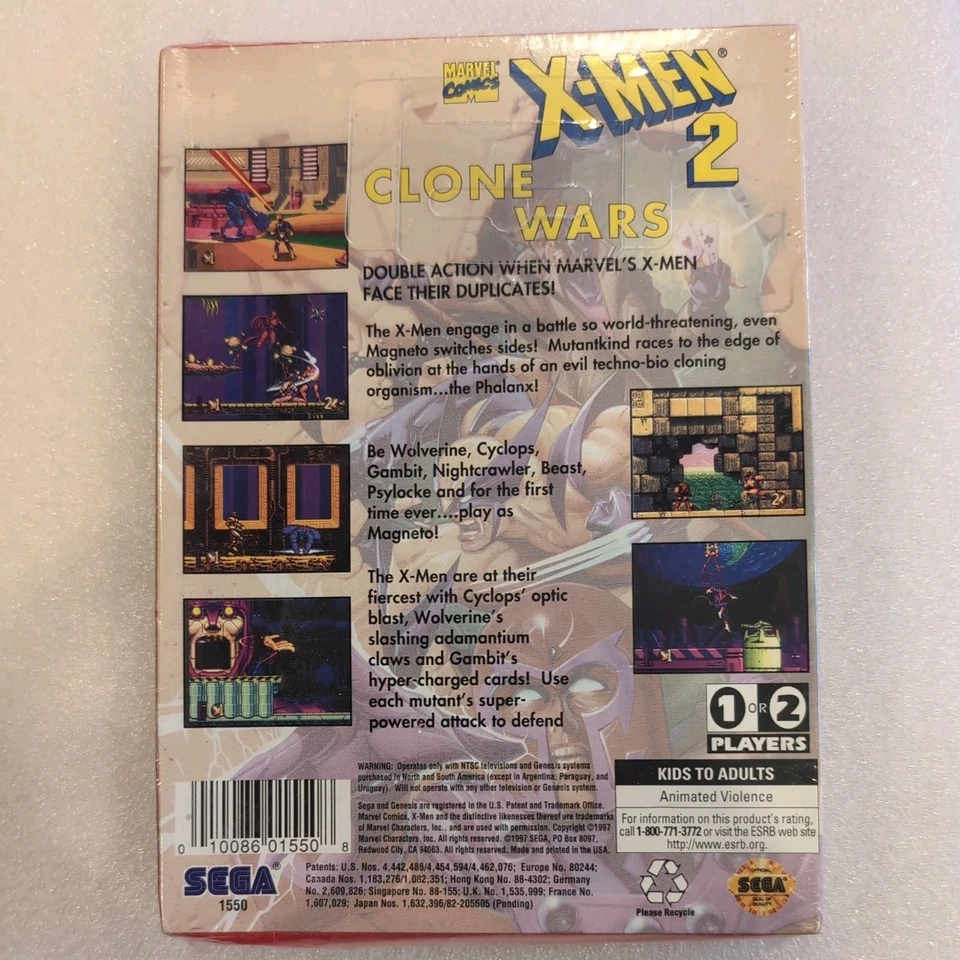 MARVEL
COMICS
M
X-MEN®
2
CLONE
WARS
DOUBLE ACTION WHEN MARVEL'S X-MEN
FACE THEIR DUPLICATES!
The X-Men engage in a battle so world-threatening, even
Magneto switches sides! Mutantkind races to the edge of
oblivion at the hands of an evil techno-bio cloning
organism...the Phalanx!
Be Wolverine, Cyclops,
Gambit, Nightcrawler, Beast,
Psylocke and for the first
time ever....play as
Magneto!
The X-Men are at their
fiercest with Cyclops' optic
blast, Wolverine's
slashing adamantium
claws and Gambit's
hyper-charged cards! Use
each mutant's super-
powered attack to defend
1 OR 2
PLAYERS
KIDS TO ADULTS
Animated Violence
For information on this product's rating,
call 1-800-771-3772 or visit the ESRB web site
http://www.esrb.org.
WARNING: Operates only with NTSC televisions and Genesis systems
purchased in North and South America (except in Argentina, Paraguay, and
Uruguay). Will not operate with any other television or Genesis system.
Sega and Genesis are registered in the U.S. Patent and Trademark Office.
Marvel Comics, X-Men and the distinctive likenesses thereof are trademarks
of Marvel Characters, Inc., and are used with permission. Copyright ©1997
Marvel Characters, Inc. All rights reserved. ©1997 SEGA, PO Box 8097,
Redwood City, CA 94063. All rights reserved. Made and printed in the U.S.A.
Patents: U.S. Nos. 4,442,486/4,454,594/4,462,076; Europe No. 80244;
Canada Nos. 1,183,276/1,082,351; Hong Kong No. 88-4302; Germany
No. 2,609,826; Singapore No. 88-155; U.K. No. 1,535,999; France No.
1,607,029; Japan Nos. 1,632,396/82-205605 (Pending)
0 10086 01550 8
SEGA®
1550
Please Recycle
OFFICIAL
SEGA
SEAL OF
QUALITY